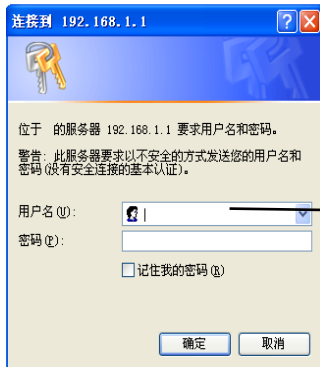 连接到 192.168.1.1
位于 的服务器 192.168.1.1 要求用户名和密码。
警告: 此服务器要求以不安全的方式发送您的用户名和
密码(没有安全连接的基本认证)。
用户名(U):
密码(P):
记住我的密码(R)
确定 取消